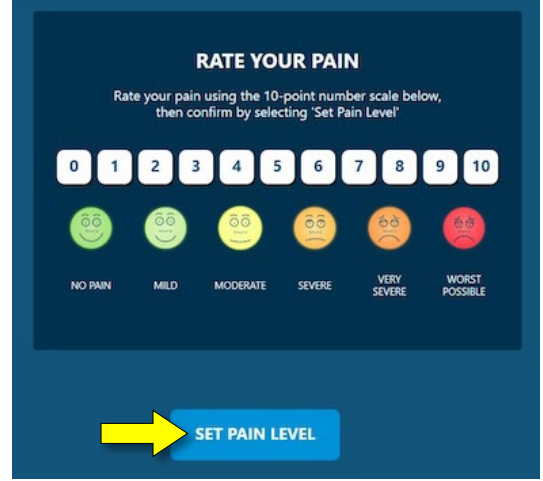 RATE YOUR PAIN
Rate your pain using the 10-point number scale below,
then confirm by selecting 'Set Pain Level'
0 1 2 3 4 5 6 7 8 9 10
NO PAIN MILD MODERATE SEVERE VERY SEVERE WORST POSSIBLE
SET PAIN LEVEL